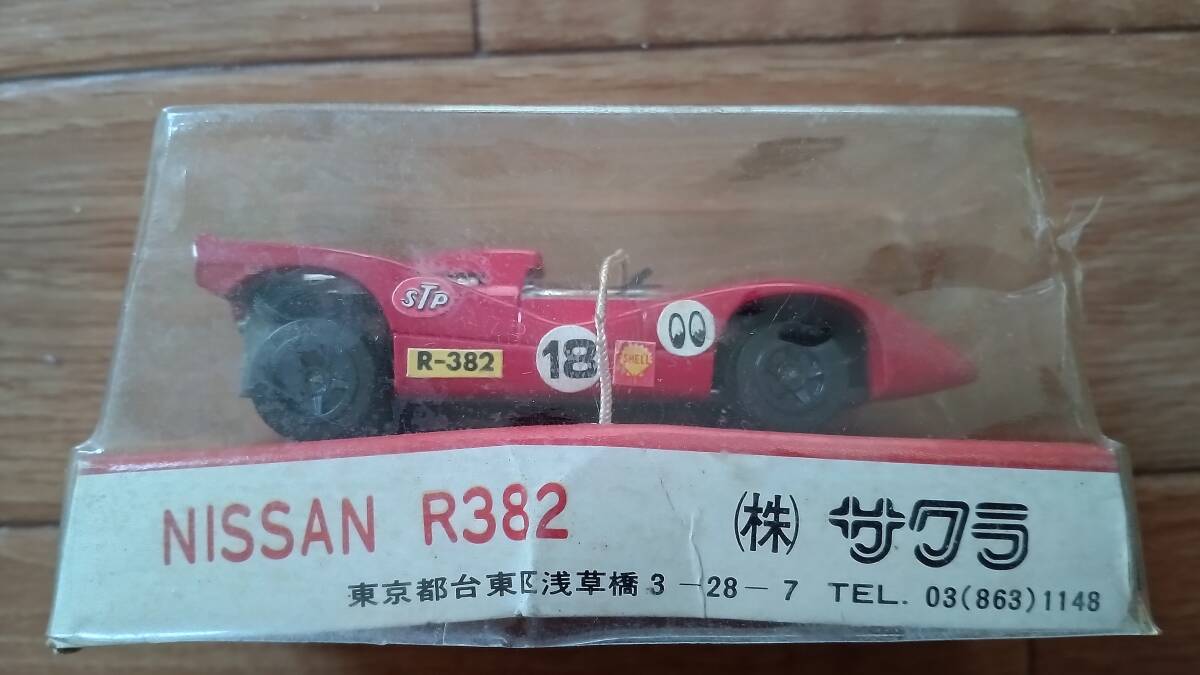 STP
R-382
18
SHELL
NISSAN R382
(株) サクラ
東京都台東区浅草橋3-28-7 TEL. 03(863)1148